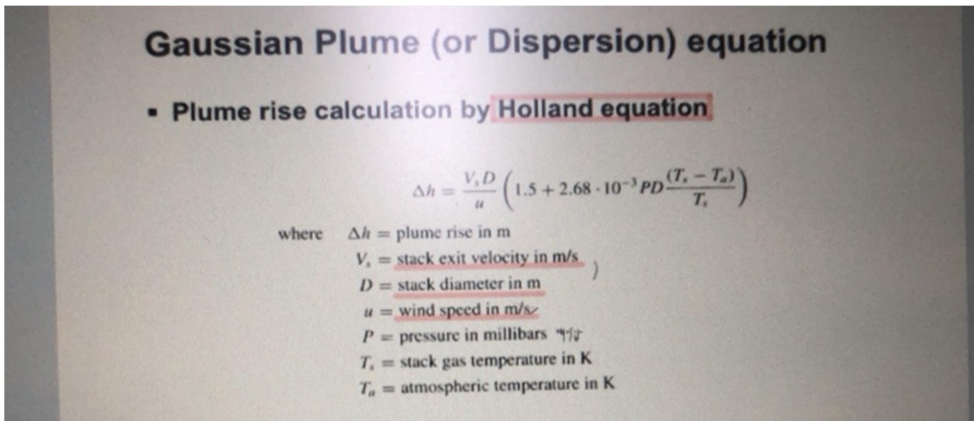 Gaussian Plume (or Dispersion) equation
▪ Plume rise calculation by Holland equation
Δh = V_s D / u (1.5 + 2.68 · 10⁻³ PD (T_s − T_a) / T_s)
where Δh = plume rise in m
V_s = stack exit velocity in m/s
D = stack diameter in m
u = wind speed in m/s
P = pressure in millibars
T_s = stack gas temperature in K
T_a = atmospheric temperature in K